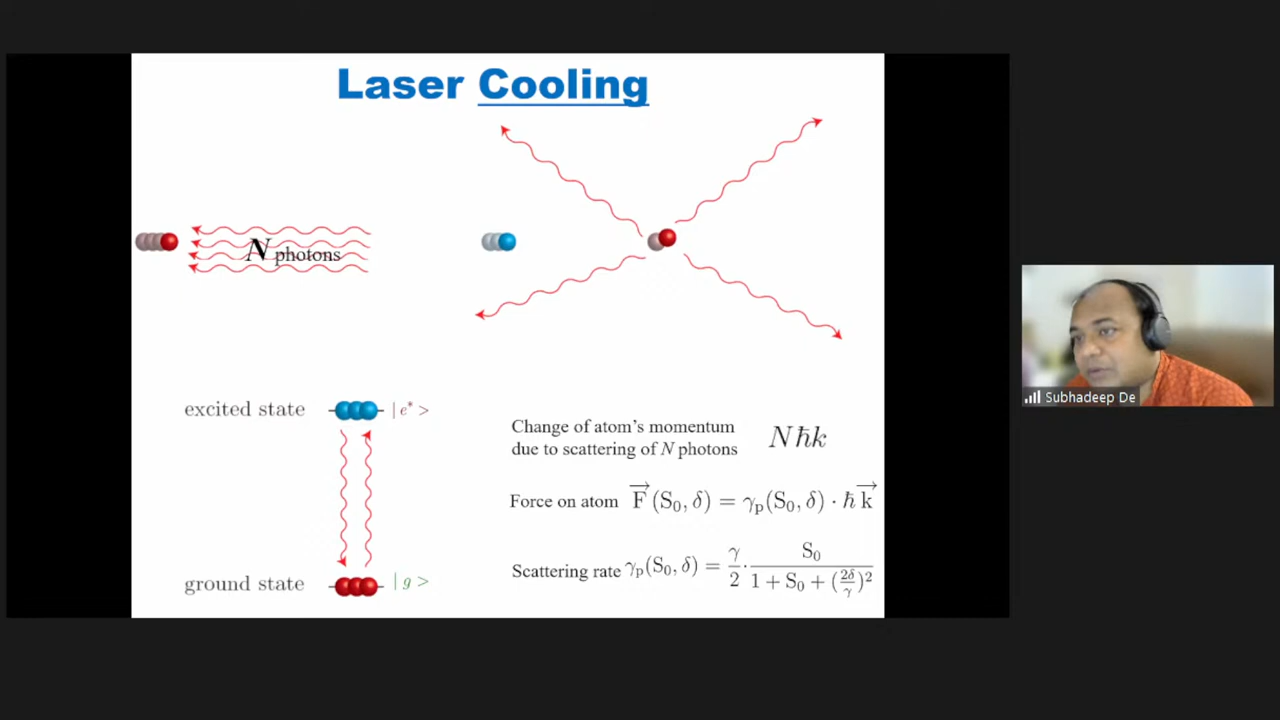 Laser Cooling
N photons
excited state | e* >
ground state | g >
Change of atom's momentum
due to scattering of N photons
Nħk
Force on atom F⃗(S₀, δ) = γₚ(S₀, δ) · ħk⃗
Scattering rate γₚ(S₀, δ) = γ/2 · S₀/(1 + S₀ + (2δ/γ)²)
Subhadeep De